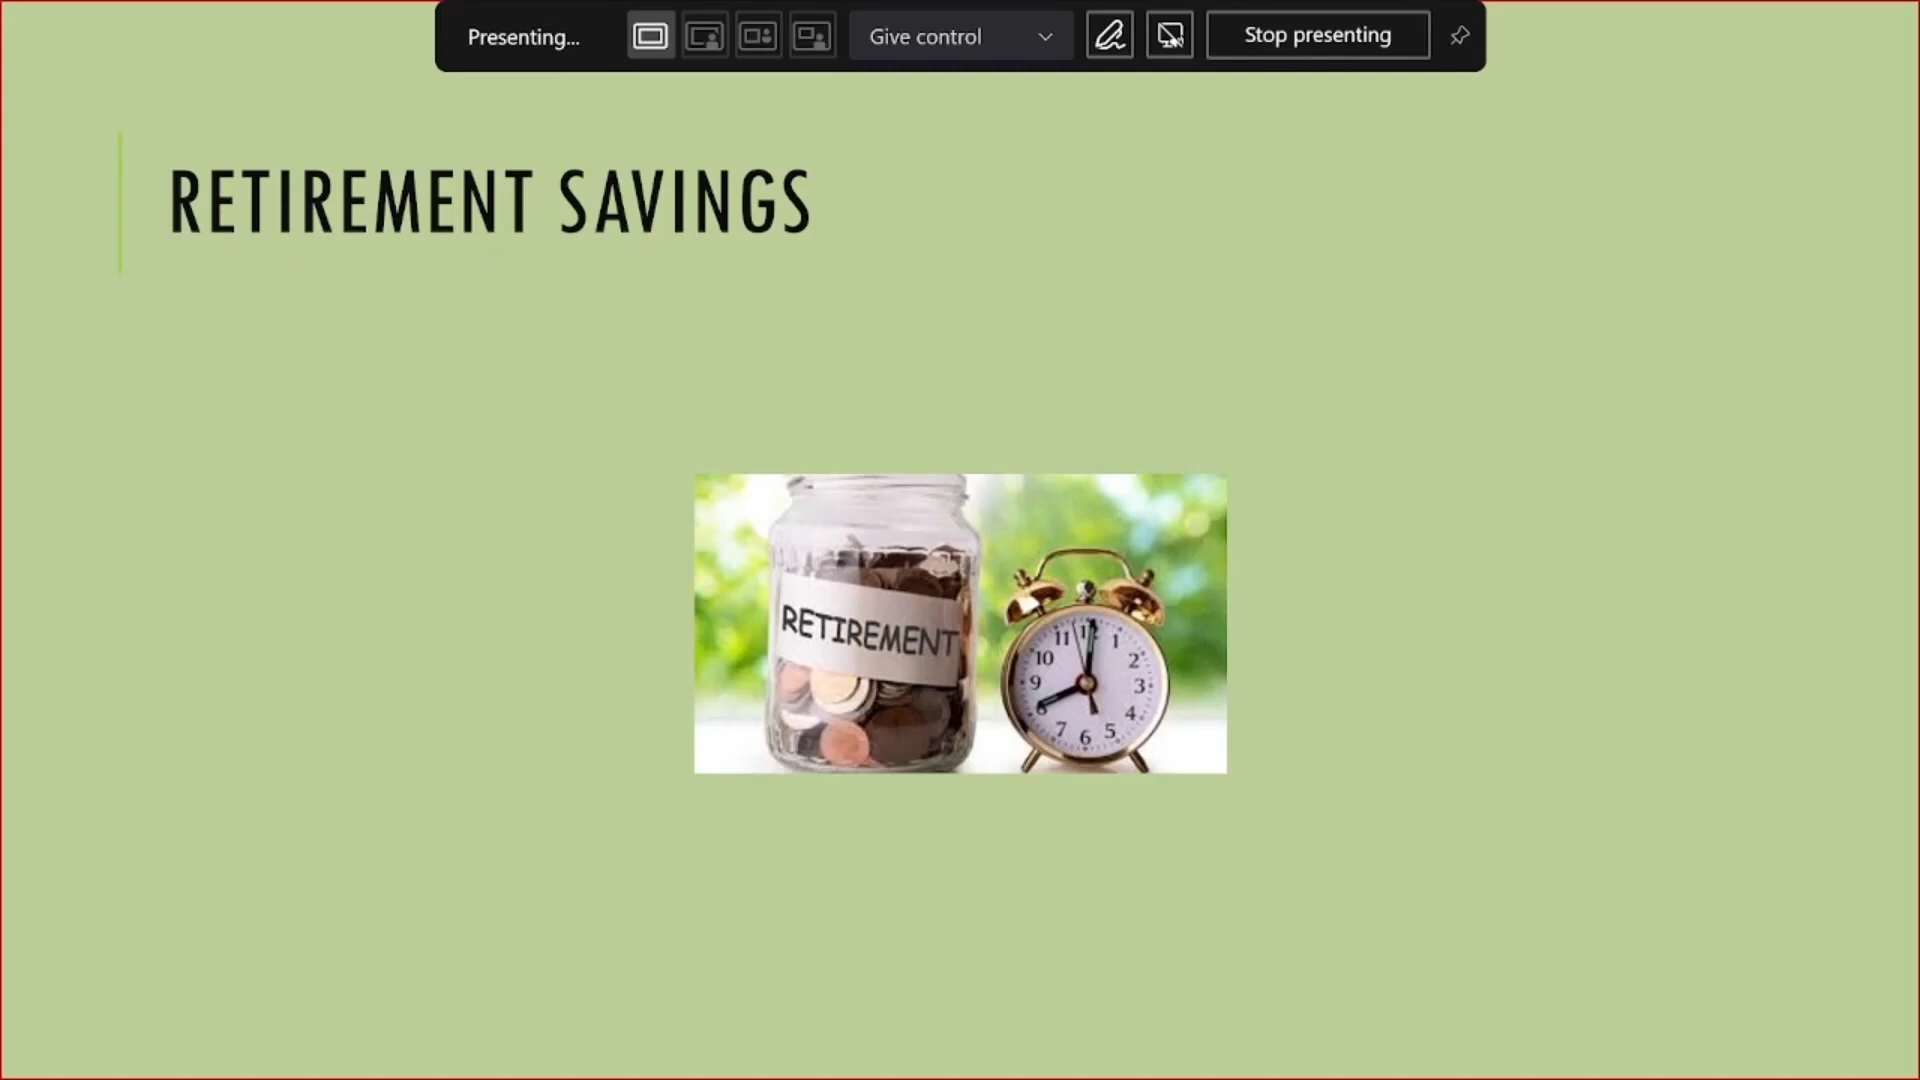 Presenting...
Give control
Stop presenting
RETIREMENT SAVINGS
RETIREMENT
11 12 1
10 2
9 3
8 4
7 6 5